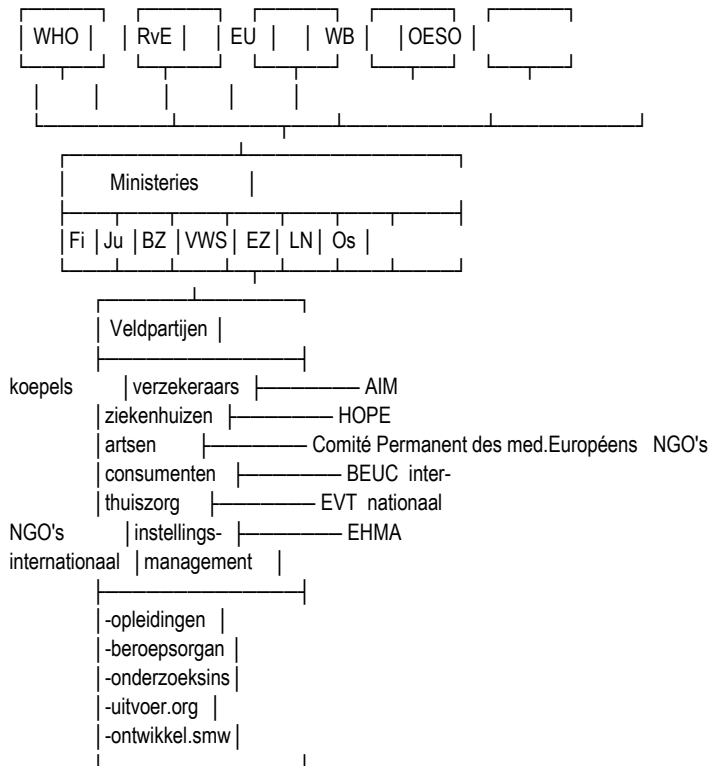 WHO RvE EU WB OESO
Ministeries
Fi Ju BZ VWS EZ LN Os
Veldpartijen
koepels verzekeraars AIM
ziekenhuizen HOPE
artsen Comité Permanent des med.Européens NGO's
consumenten BEUC inter-
thuiszorg EVT nationaal
NGO's instellings- EHMA
internationaal management
-opleidingen
-beroepsorgan
-onderzoeksins
-uitvoer.org
-ontwikkel.smw